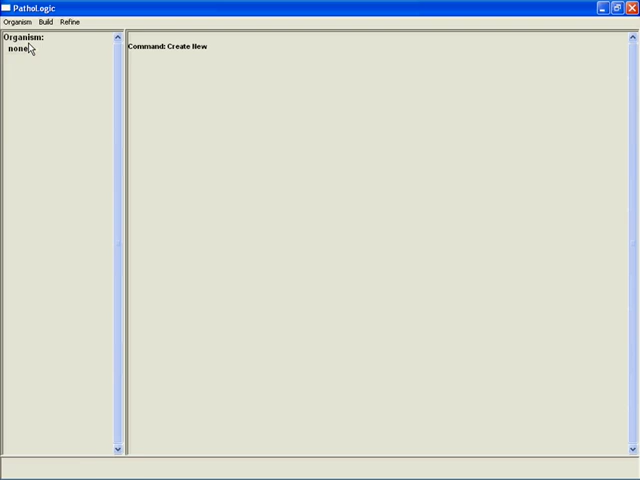 PathoLogic
Organism Build Refine
Organism:
none
Command: Create New